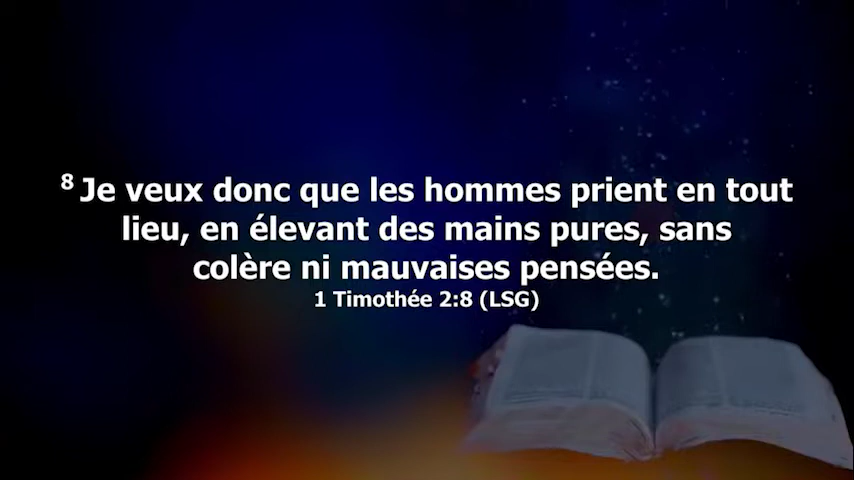 8 Je veux donc que les hommes prient en tout
lieu, en élevant des mains pures, sans
colère ni mauvaises pensées.
1 Timothée 2:8 (LSG)